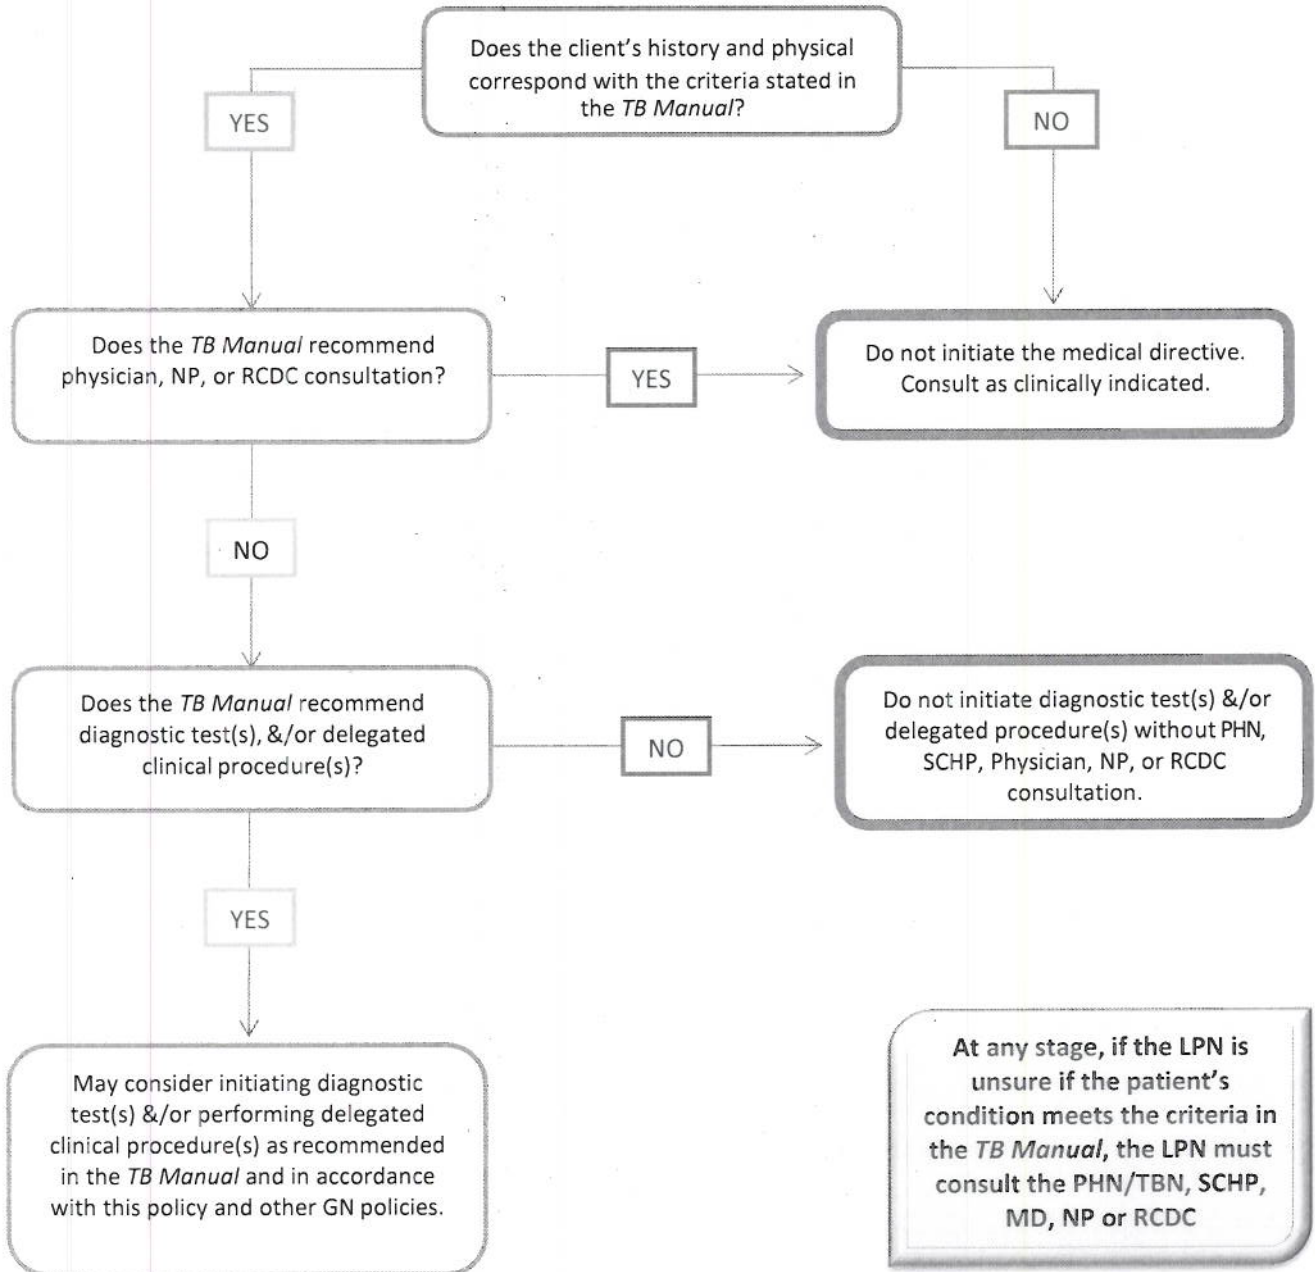 Does the client's history and physical
correspond with the criteria stated in
the TB Manual?
YES
NO
Does the TB Manual recommend
physician, NP, or RCDC consultation?
YES
Do not initiate the medical directive.
Consult as clinically indicated.
NO
Does the TB Manual recommend
diagnostic test(s), &/or delegated
clinical procedure(s)?
NO
Do not initiate diagnostic test(s) &/or
delegated procedure(s) without PHN,
SCHP, Physician, NP, or RCDC
consultation.
YES
May consider initiating diagnostic
test(s) &/or performing delegated
clinical procedure(s) as recommended
in the TB Manual and in accordance
with this policy and other GN policies.
At any stage, if the LPN is
unsure if the patient's
condition meets the criteria in
the TB Manual, the LPN must
consult the PHN/TBN, SCHP,
MD, NP or RCDC